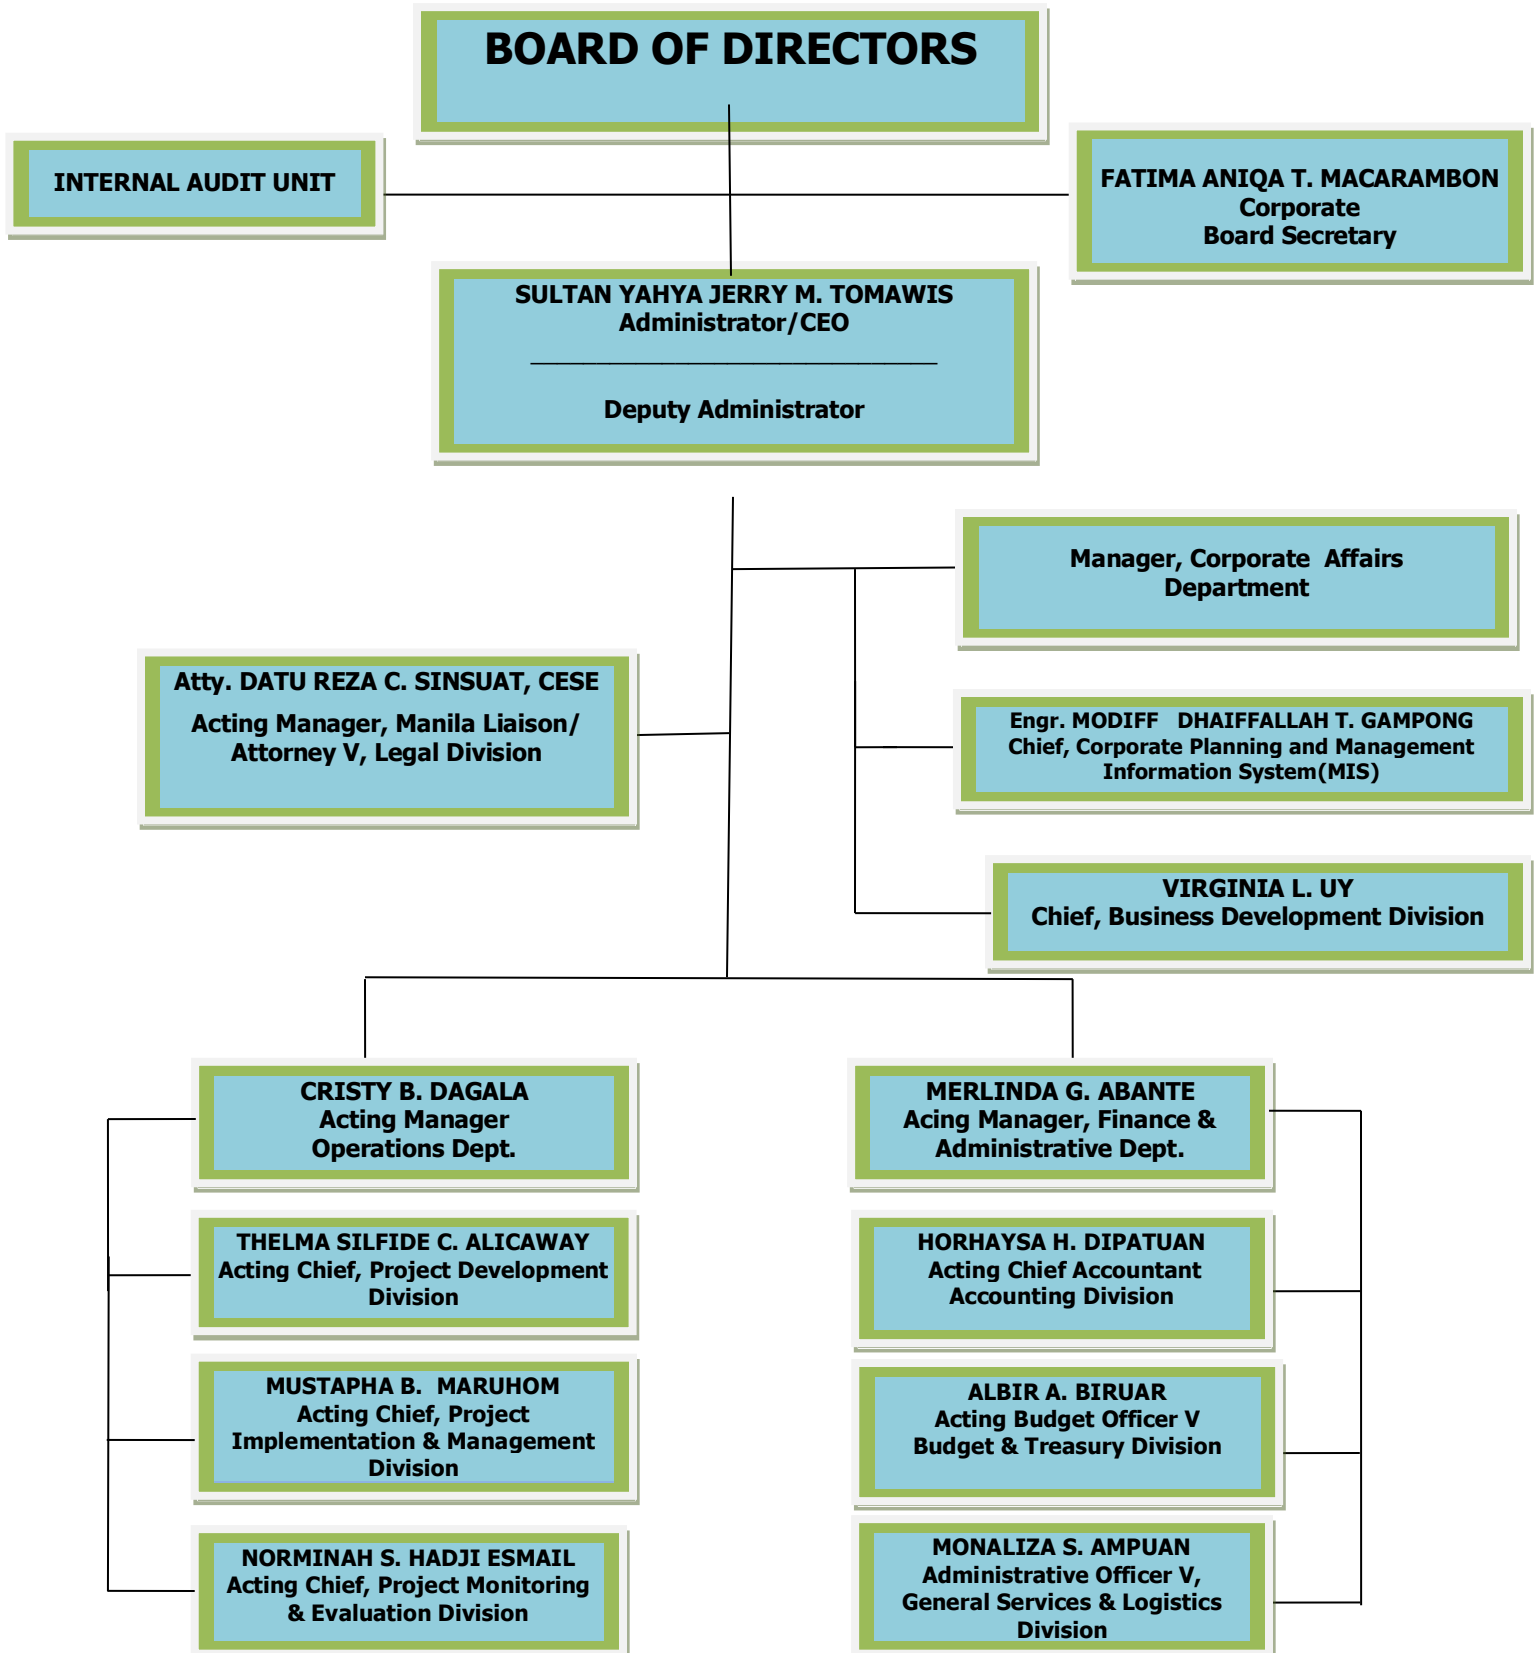 BOARD OF DIRECTORS
INTERNAL AUDIT UNIT
FATIMA ANIQA T. MACARAMBON
Corporate
Board Secretary
SULTAN YAHYA JERRY M. TOMAWIS
Administrator/CEO
Deputy Administrator
Manager, Corporate Affairs
Department
Atty. DATU REZA C. SINSUAT, CESE
Acting Manager, Manila Liaison/
Attorney V, Legal Division
Engr. MODIFF DHAIFFALLAH T. GAMPONG
Chief, Corporate Planning and Management
Information System(MIS)
VIRGINIA L. UY
Chief, Business Development Division
CRISTY B. DAGALA
Acting Manager
Operations Dept.
MERLINDA G. ABANTE
Acing Manager, Finance &
Administrative Dept.
THELMA SILFIDE C. ALICAWAY
Acting Chief, Project Development
Division
HORHAYSA H. DIPATUAN
Acting Chief Accountant
Accounting Division
MUSTAPHA B. MARUHOM
Acting Chief, Project
Implementation & Management
Division
ALBIR A. BIRUAR
Acting Budget Officer V
Budget & Treasury Division
NORMINAH S. HADJI ESMAIL
Acting Chief, Project Monitoring
& Evaluation Division
MONALIZA S. AMPUAN
Administrative Officer V,
General Services & Logistics
Division